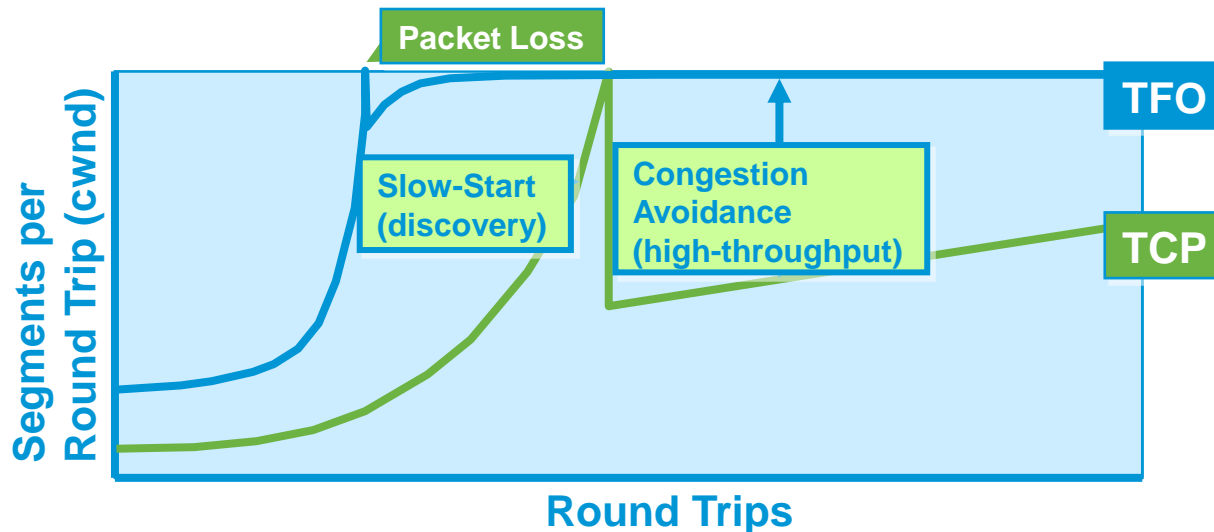 Packet Loss
TFO
Slow-Start
(discovery)
Congestion
Avoidance
(high-throughput)
TCP
Segments per
Round Trip (cwnd)
Round Trips